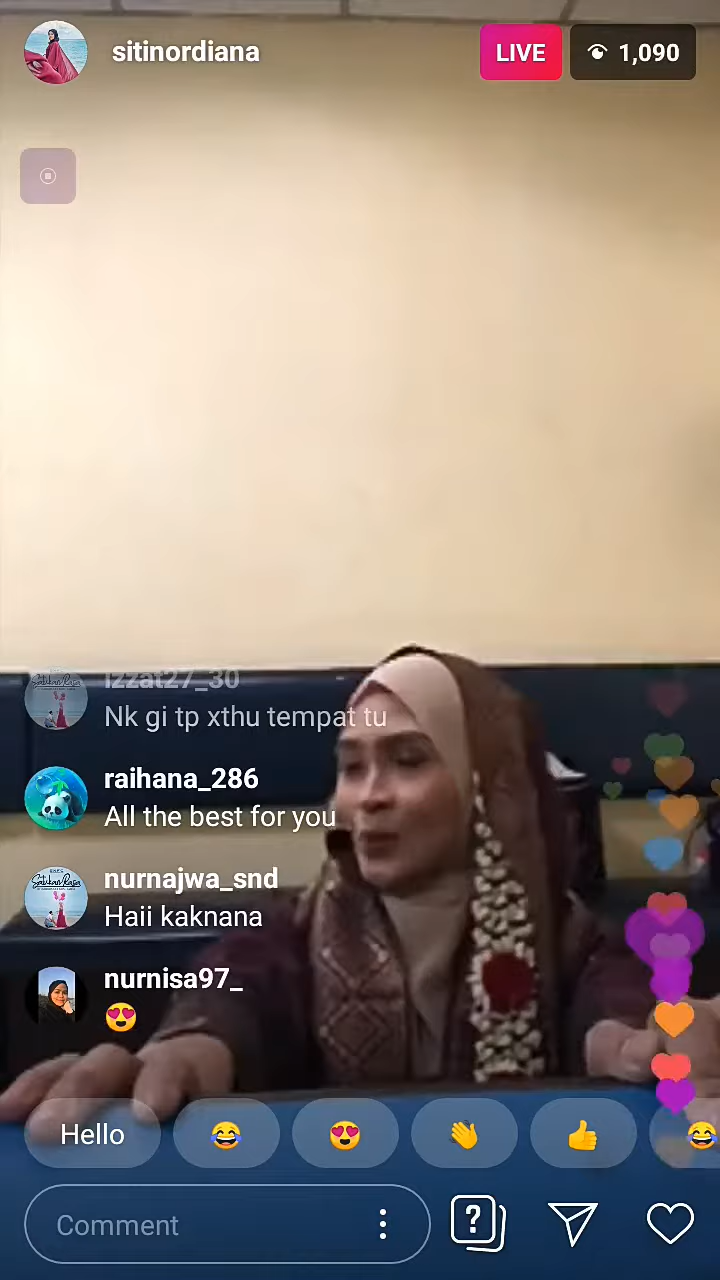 sitinordiana
LIVE
1,090
izzat27_30
Nk gi tp xthu tempat tu
raihana_286
All the best for you
nurnajwa_snd
Haii kaknana
nurnisa97_
😍
Hello
😂
😍
👋
👍
😂
Comment
?